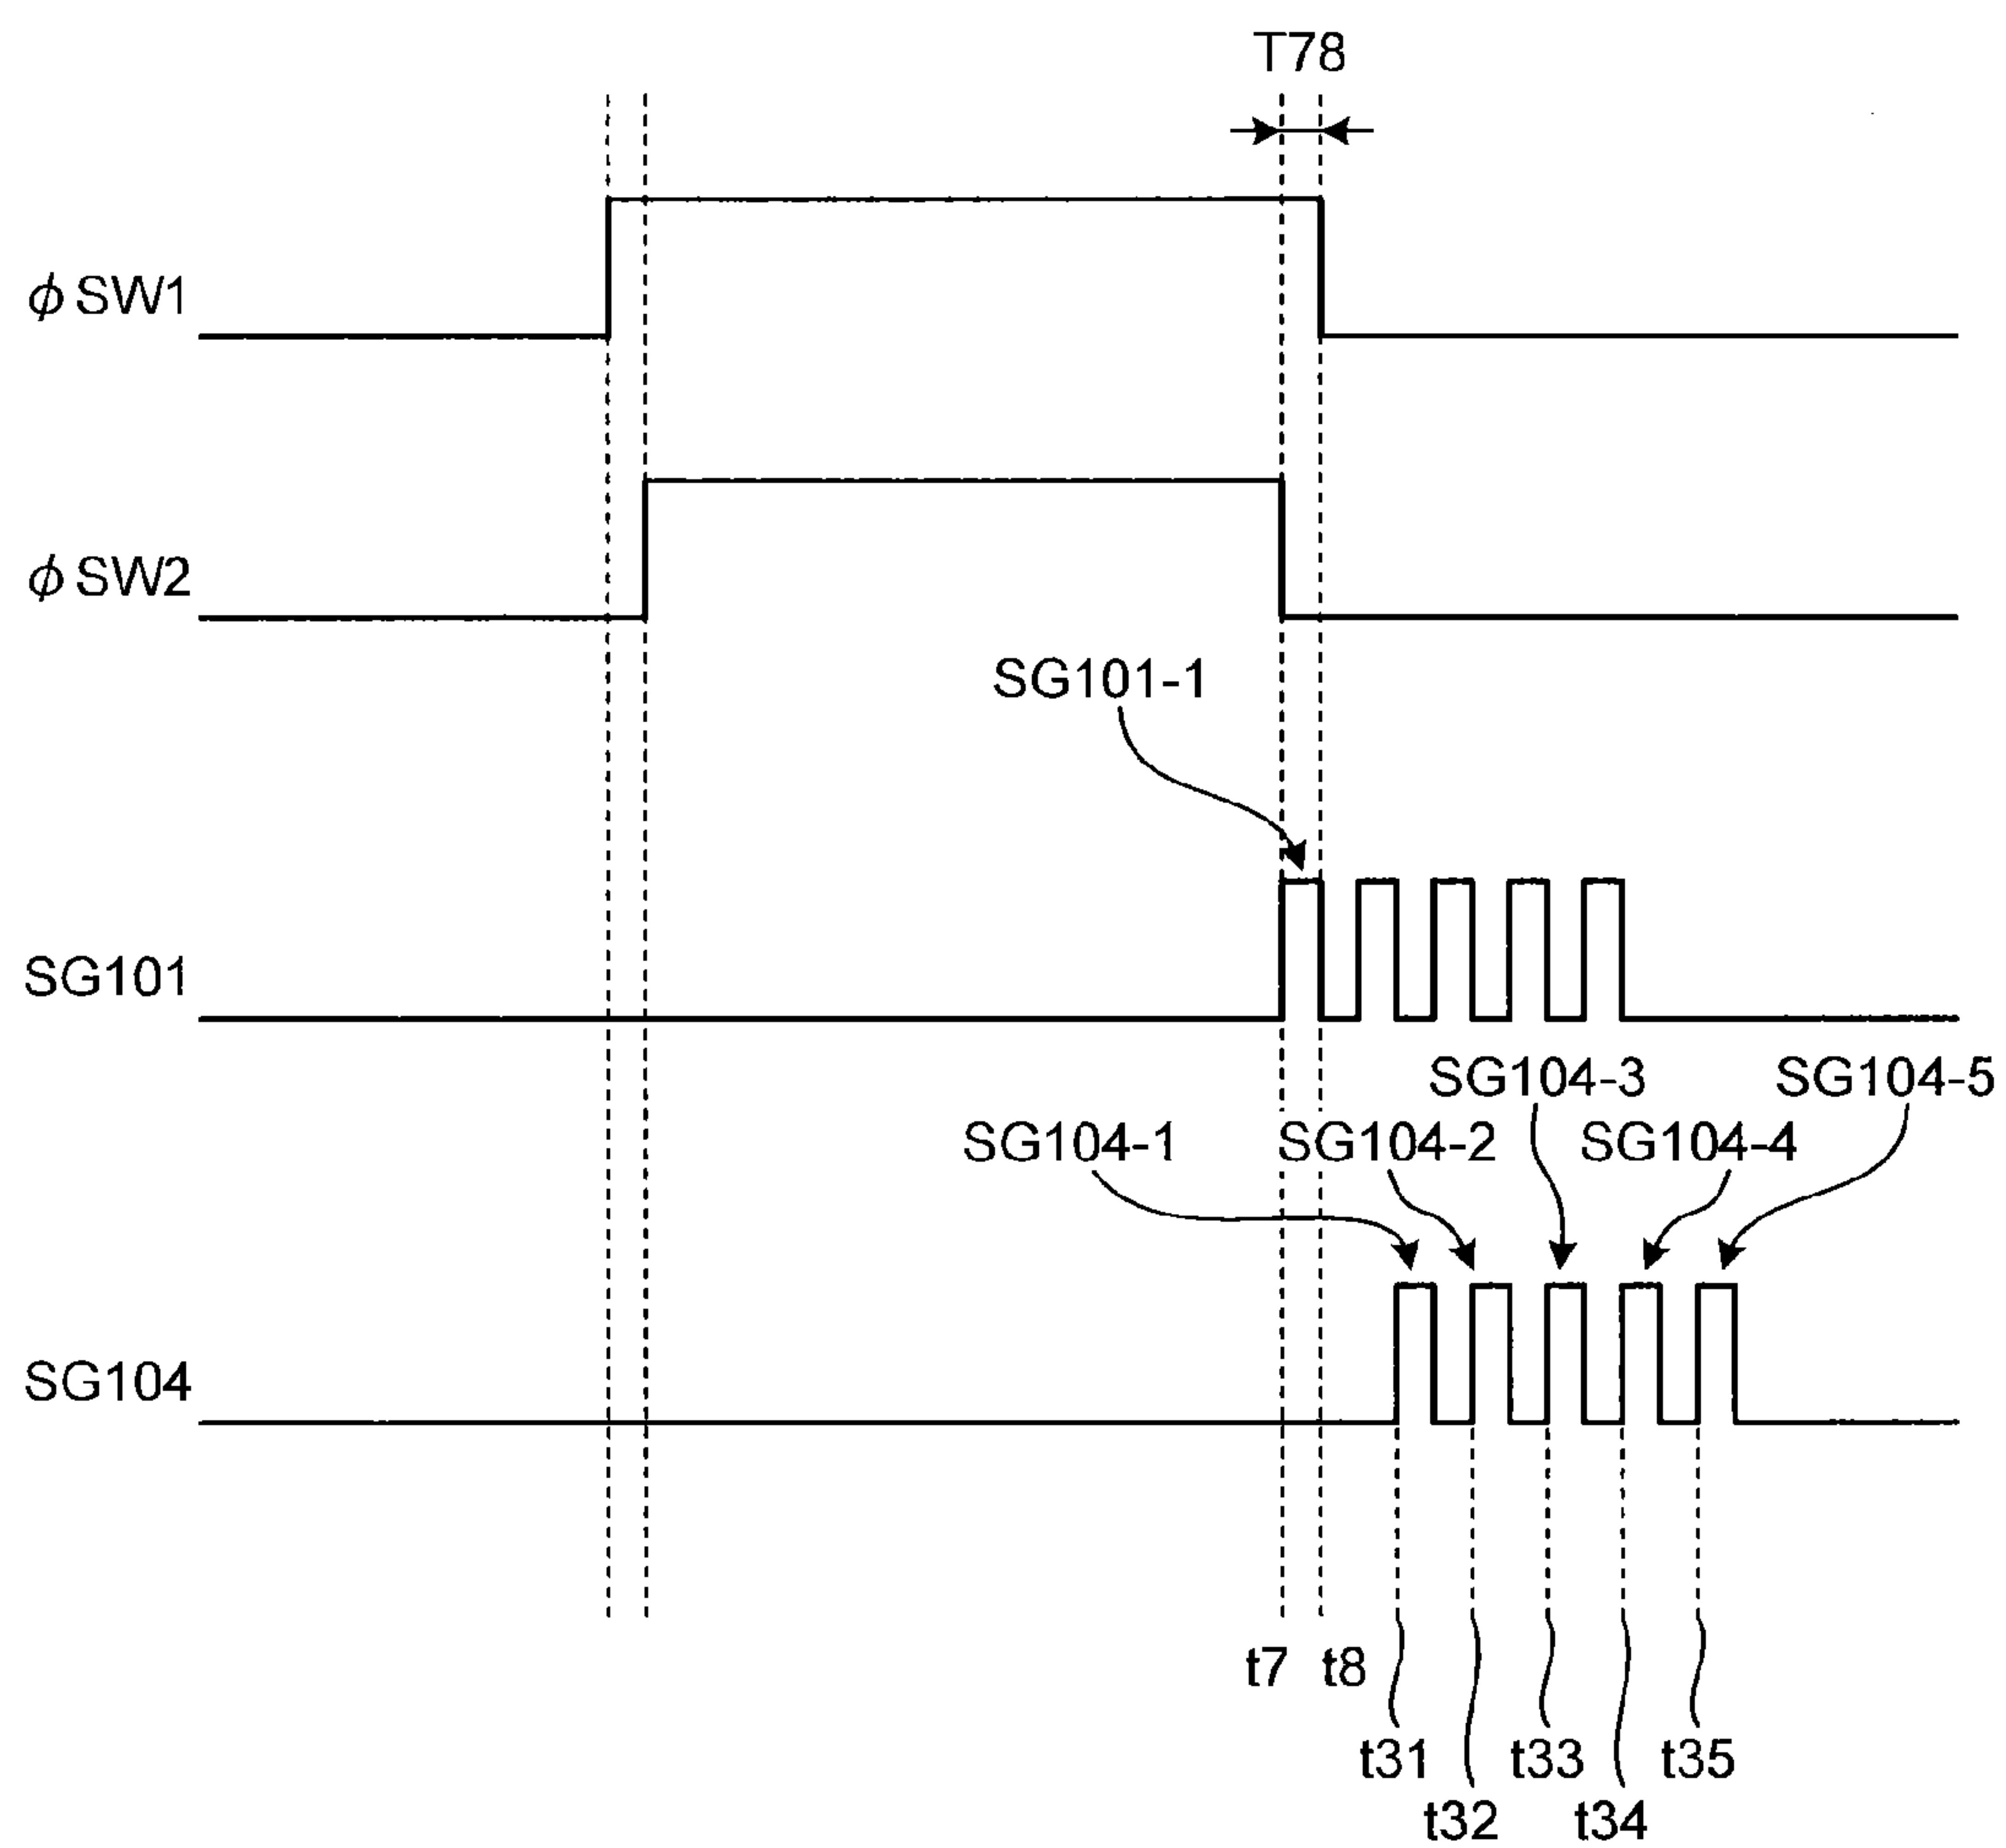 T78
ϕSW1
ϕSW2
SG101-1
SG101
SG104-3
SG104-5
SG104-1
SG104-2
SG104-4
SG104
t7
t8
t31
t33
t35
t32
t34